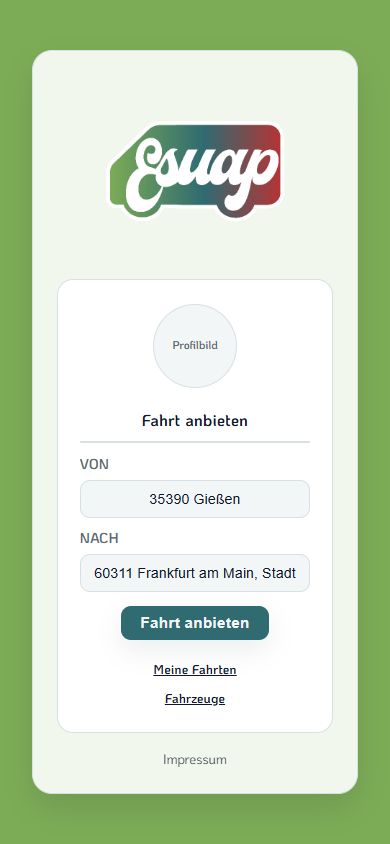 Esuap
Profilbild
Fahrt anbieten
VON
35390 Gießen
NACH
60311 Frankfurt am Main, Stadt
Fahrt anbieten
Meine Fahrten
Fahrzeuge
Impressum